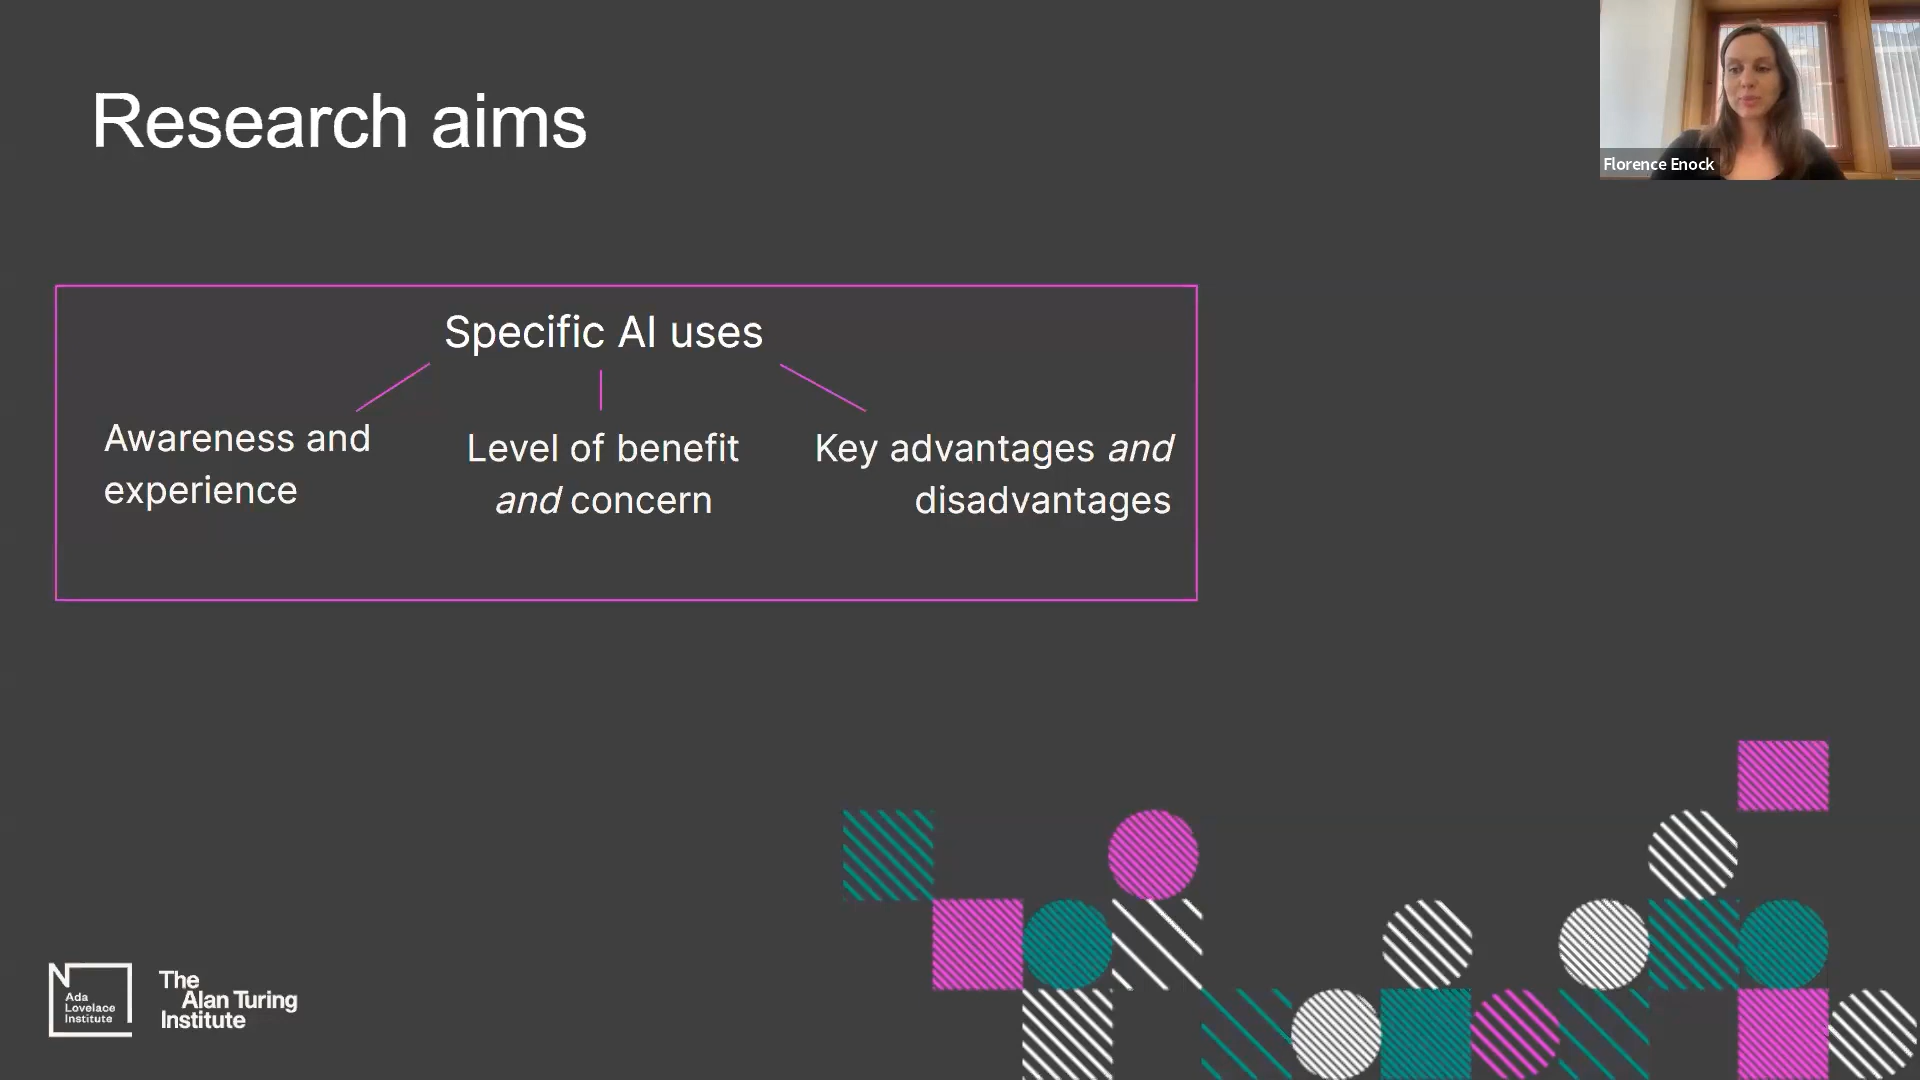 Research aims
Florence Enock
Specific AI uses
Awareness and
experience
Level of benefit
and concern
Key advantages and
disadvantages
Ada
Lovelace
Institute
The
Alan Turing
Institute